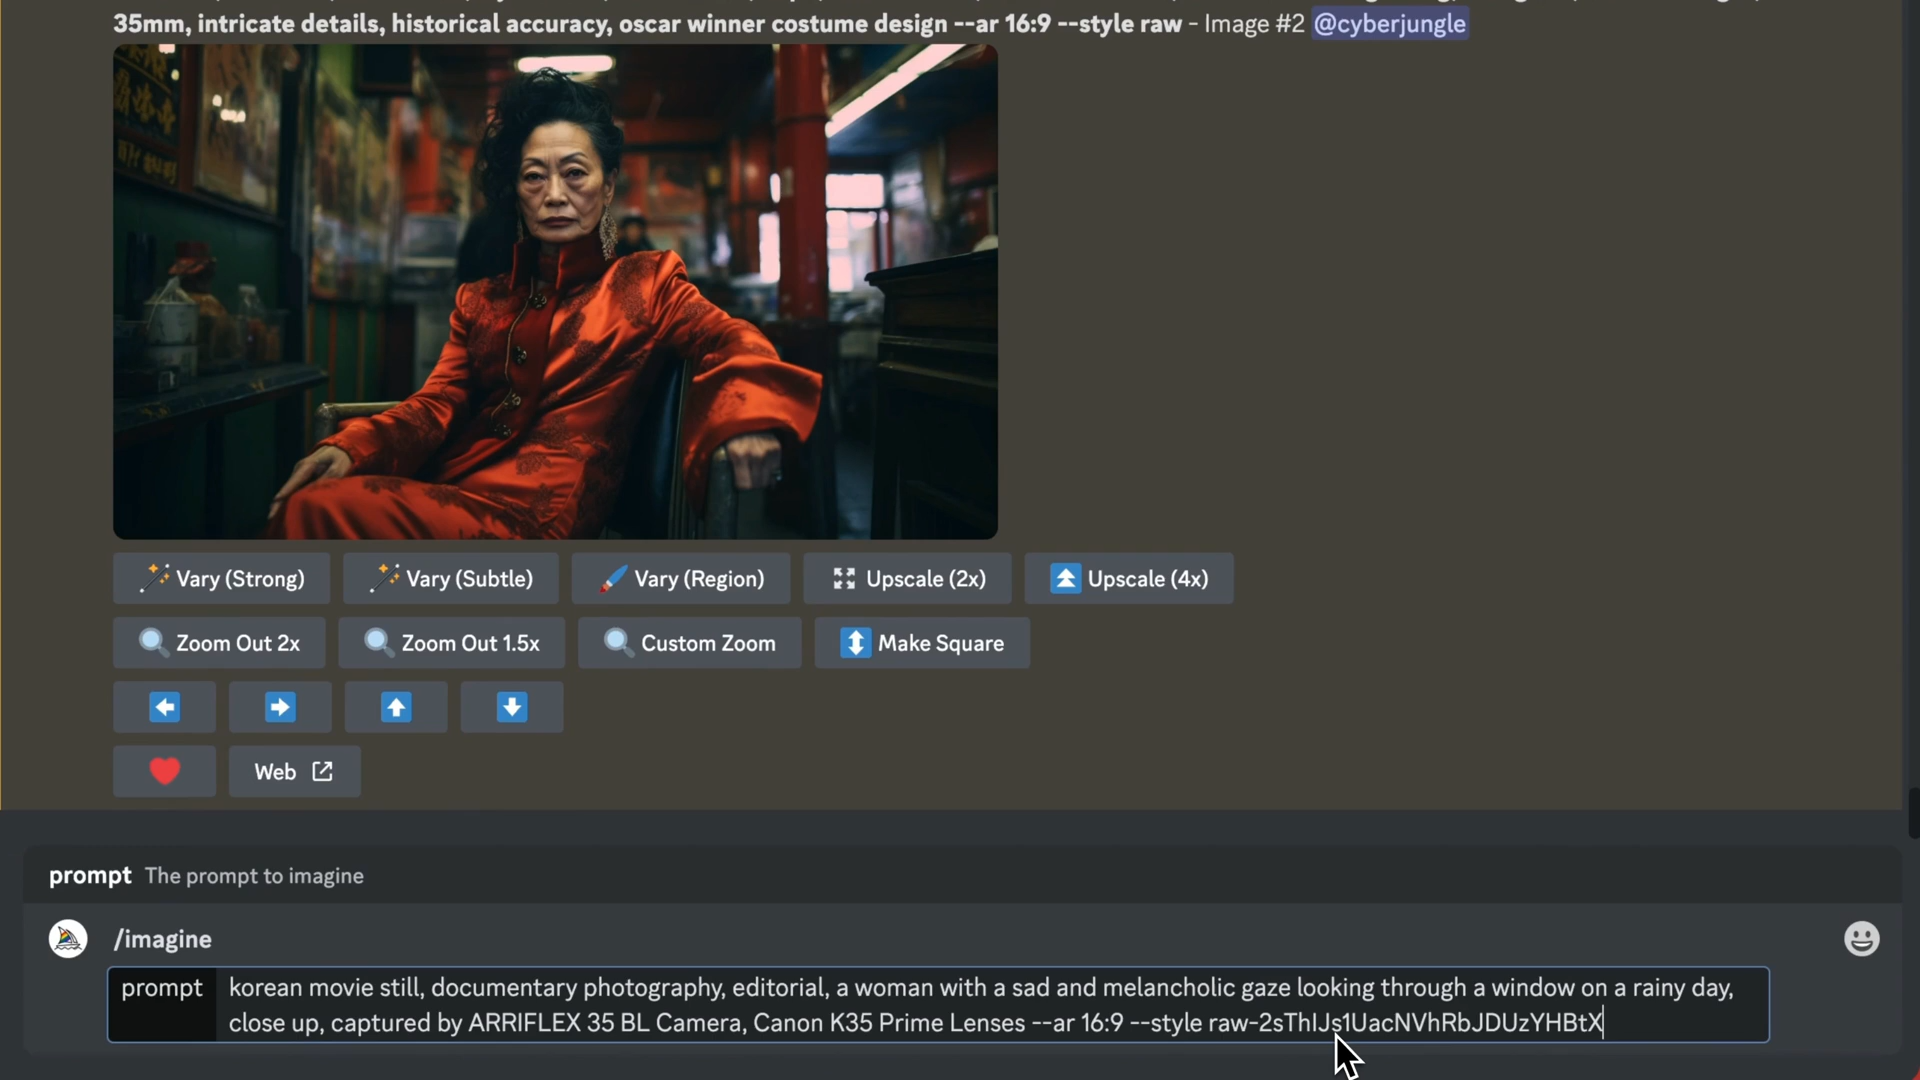 35mm, intricate details, historical accuracy, oscar winner costume design --ar 16:9 --style raw - Image #2 @cyberjungle
Vary (Strong) Vary (Subtle) Vary (Region) Upscale (2x) Upscale (4x)
Zoom Out 2x Zoom Out 1.5x Custom Zoom Make Square
Web
prompt The prompt to imagine
/imagine
prompt korean movie still, documentary photography, editorial, a woman with a sad and melancholic gaze looking through a window on a rainy day,
close up, captured by ARRIFLEX 35 BL Camera, Canon K35 Prime Lenses --ar 16:9 --style raw-2sThIJs1UacNVhRbJDUzYHBtX